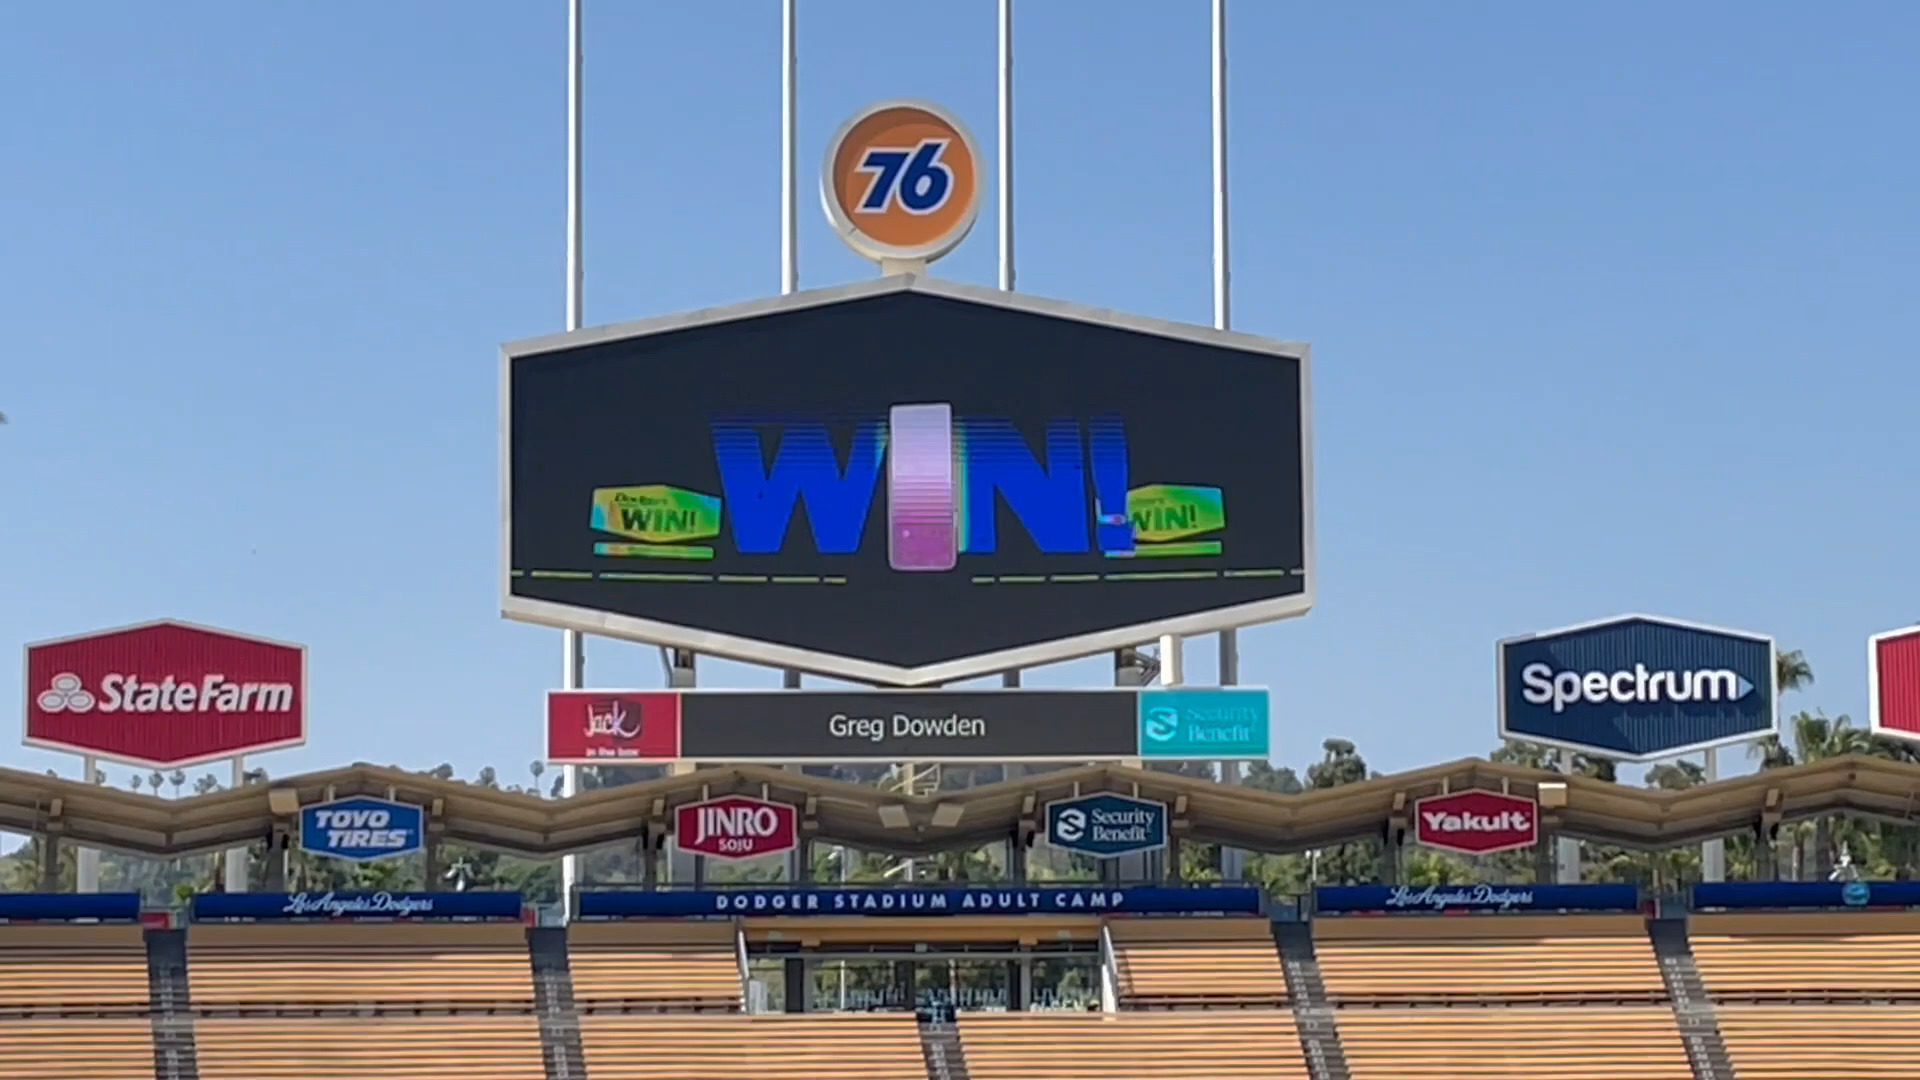 76
WIN!
Dodgers
WIN!
WIN!
StateFarm
Spectrum
Jack
in the box
Greg Dowden
Security
Benefit
TOYO
TIRES
JINRO
SOJU
Security
Benefit
Yakult
Los Angeles Dodgers
DODGER STADIUM ADULT CAMP
Los Angeles Dodgers